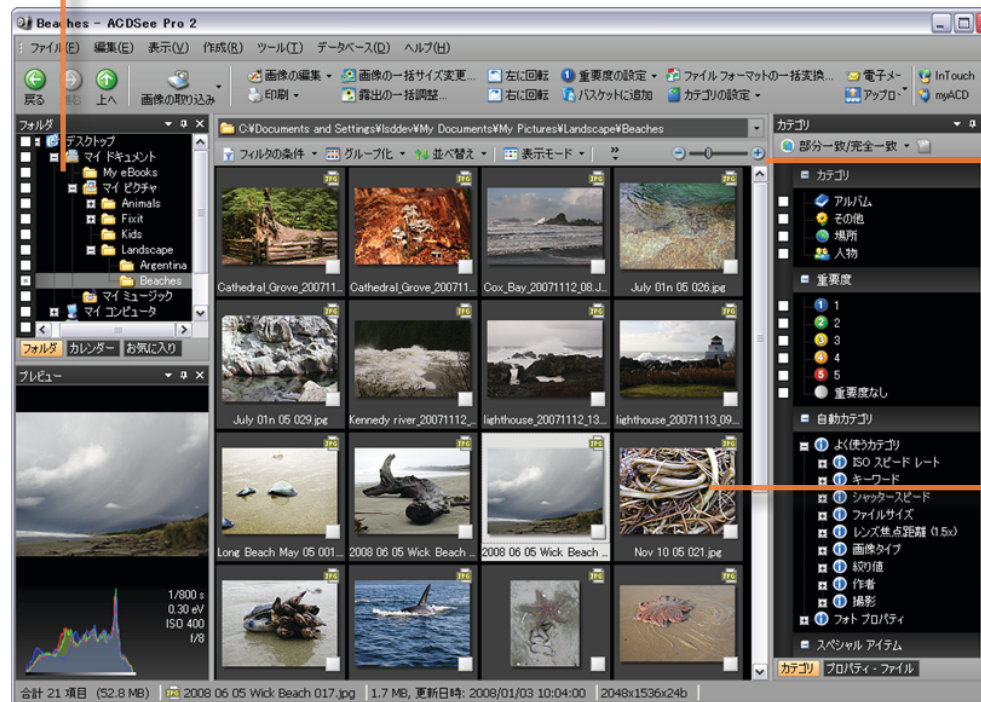 Beaches - ACDSee Pro 2
ファイル(F) 編集(E) 表示(V) 作成(R) ツール(T) データベース(D) ヘルプ(H)
戻る 進む 上へ 画像の取り込み
画像の編集 画像の一括サイズ変更... 左に回転 重要度の設定 ファイル フォーマットの一括変換... 電子メー InTouch
印刷 露出の一括調整... 右に回転 バスケットに追加 カテゴリの設定 アップロ myACD
フォルダ
デスクトップ
マイ ドキュメント
My eBooks
マイ ピクチャ
Animals
Fixit
Kids
Landscape
Argentina
Beaches
マイ ミュージック
マイ コンピュータ
フォルダ カレンダー お気に入り
プレビュー
1/800 s
0.30 eV
ISO 400
f/8
C:¥Documents and Settings¥lsddev¥My Documents¥My Pictures¥Landscape¥Beaches
フィルタの条件 グループ化 並べ替え 表示モード
Cathedral_Grove_200711... Cathedral_Grove_200711... Cox_Bay_20071112_08.J... July 01n 05 026.jpg
July 01n 05 029.jpg Kennedy river_20071112_... lighthouse_20071112_13... lighthouse_20071113_09...
Long Beach May 05 001... 2008 06 05 Wick Beach ... 2008 06 05 Wick Beach ... Nov 10 05 021.jpg
カテゴリ
部分一致/完全一致
カテゴリ
アルバム
その他
場所
人物
重要度
1
2
3
4
5
重要度なし
自動カテゴリ
よく使うカテゴリ
ISO スピード レート
キーワード
シャッタースピード
ファイルサイズ
レンズ焦点距離 (1.5x)
画像タイプ
絞り値
作者
撮影
フォト プロパティ
スペシャル アイテム
カテゴリ プロパティ - ファイル
合計 21 項目 (52.8 MB) 2008 06 05 Wick Beach 017.jpg 1.7 MB, 更新日時: 2008/01/03 10:04:00 2048x1536x24b